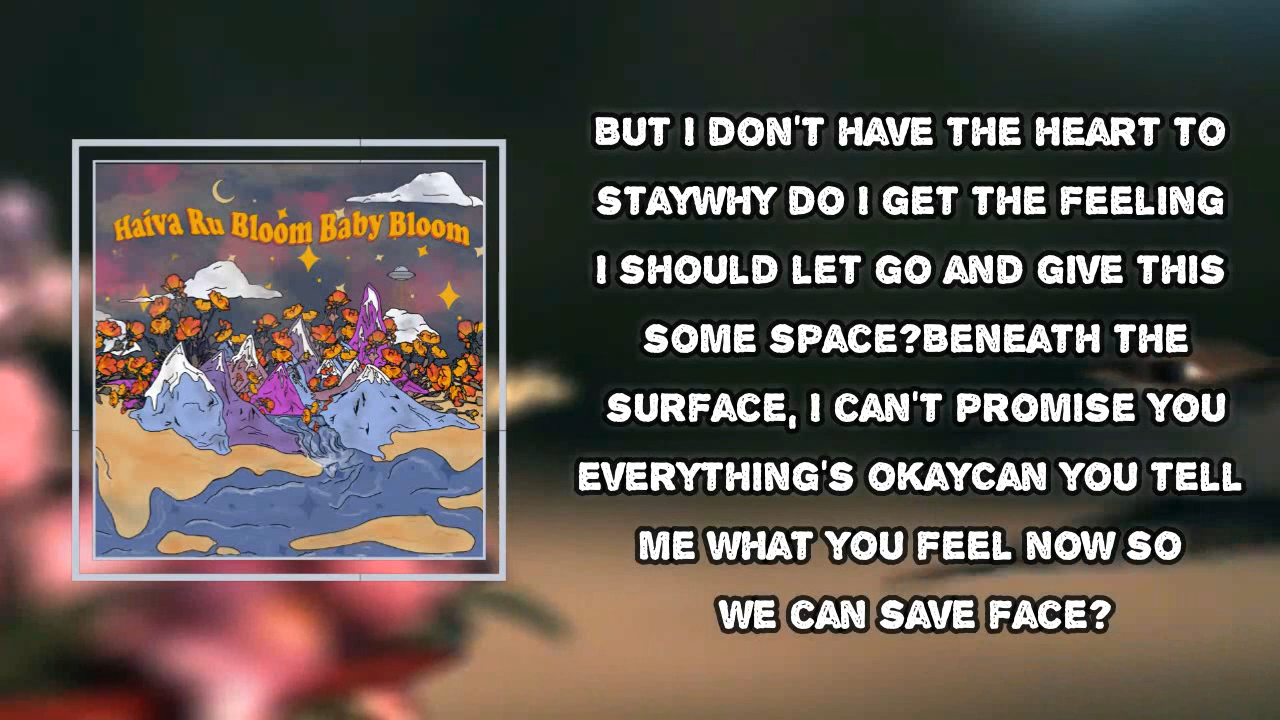 Haiva Ru Bloom Baby Bloom
BUT I DON'T HAVE THE HEART TO
STAYWHY DO I GET THE FEELING
I SHOULD LET GO AND GIVE THIS
SOME SPACE?BENEATH THE
SURFACE, I CAN'T PROMISE YOU
EVERYTHING'S OKAYCAN YOU TELL
ME WHAT YOU FEEL NOW SO
WE CAN SAVE FACE?